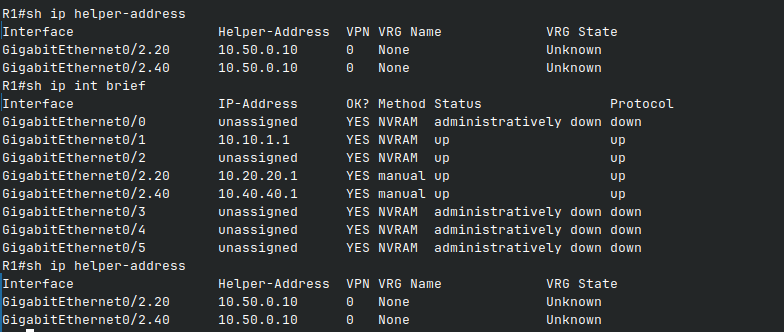 R1#sh ip helper-address
Interface                  Helper-Address  VPN VRG Name             VRG State
GigabitEthernet0/2.20      10.50.0.10      0   None                 Unknown
GigabitEthernet0/2.40      10.50.0.10      0   None                 Unknown
R1#sh ip int brief
Interface                  IP-Address      OK? Method Status                Protocol
GigabitEthernet0/0         unassigned      YES NVRAM  administratively down down
GigabitEthernet0/1         10.10.1.1       YES NVRAM  up                    up
GigabitEthernet0/2         unassigned      YES NVRAM  up                    up
GigabitEthernet0/2.20      10.20.20.1      YES manual up                    up
GigabitEthernet0/2.40      10.40.40.1      YES manual up                    up
GigabitEthernet0/3         unassigned      YES NVRAM  administratively down down
GigabitEthernet0/4         unassigned      YES NVRAM  administratively down down
GigabitEthernet0/5         unassigned      YES NVRAM  administratively down down
R1#sh ip helper-address
Interface                  Helper-Address  VPN VRG Name             VRG State
GigabitEthernet0/2.20      10.50.0.10      0   None                 Unknown
GigabitEthernet0/2.40      10.50.0.10      0   None                 Unknown